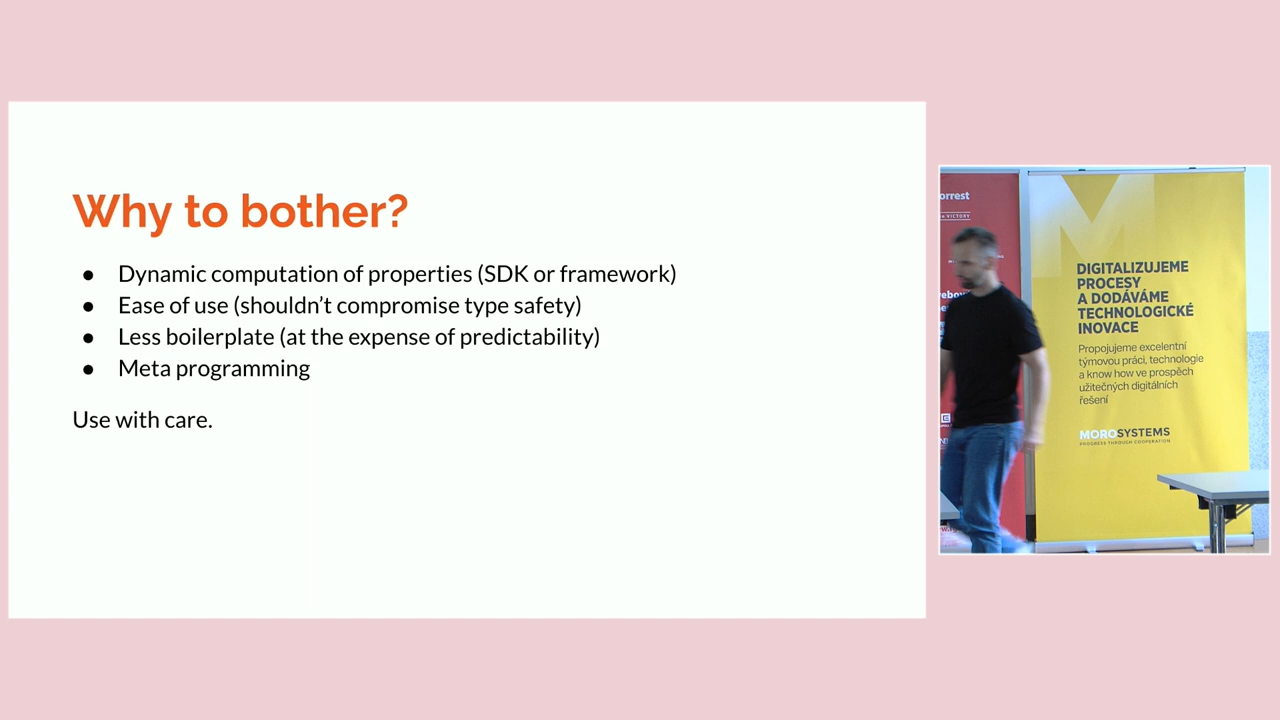 Why to bother?
● Dynamic computation of properties (SDK or framework)
● Ease of use (shouldn’t compromise type safety)
● Less boilerplate (at the expense of predictability)
● Meta programming
Use with care.
VICTORY
DIGITALIZUJEME
PROCESY
A DODÁVÁME
TECHNOLOGICKÉ
INOVACE
Propojujeme excelentní
týmovou práci, technologie
a know how ve prospěch
užitečných digitálních
řešení
MOROSYSTEMS
PROGRESS THROUGH COOPERATION